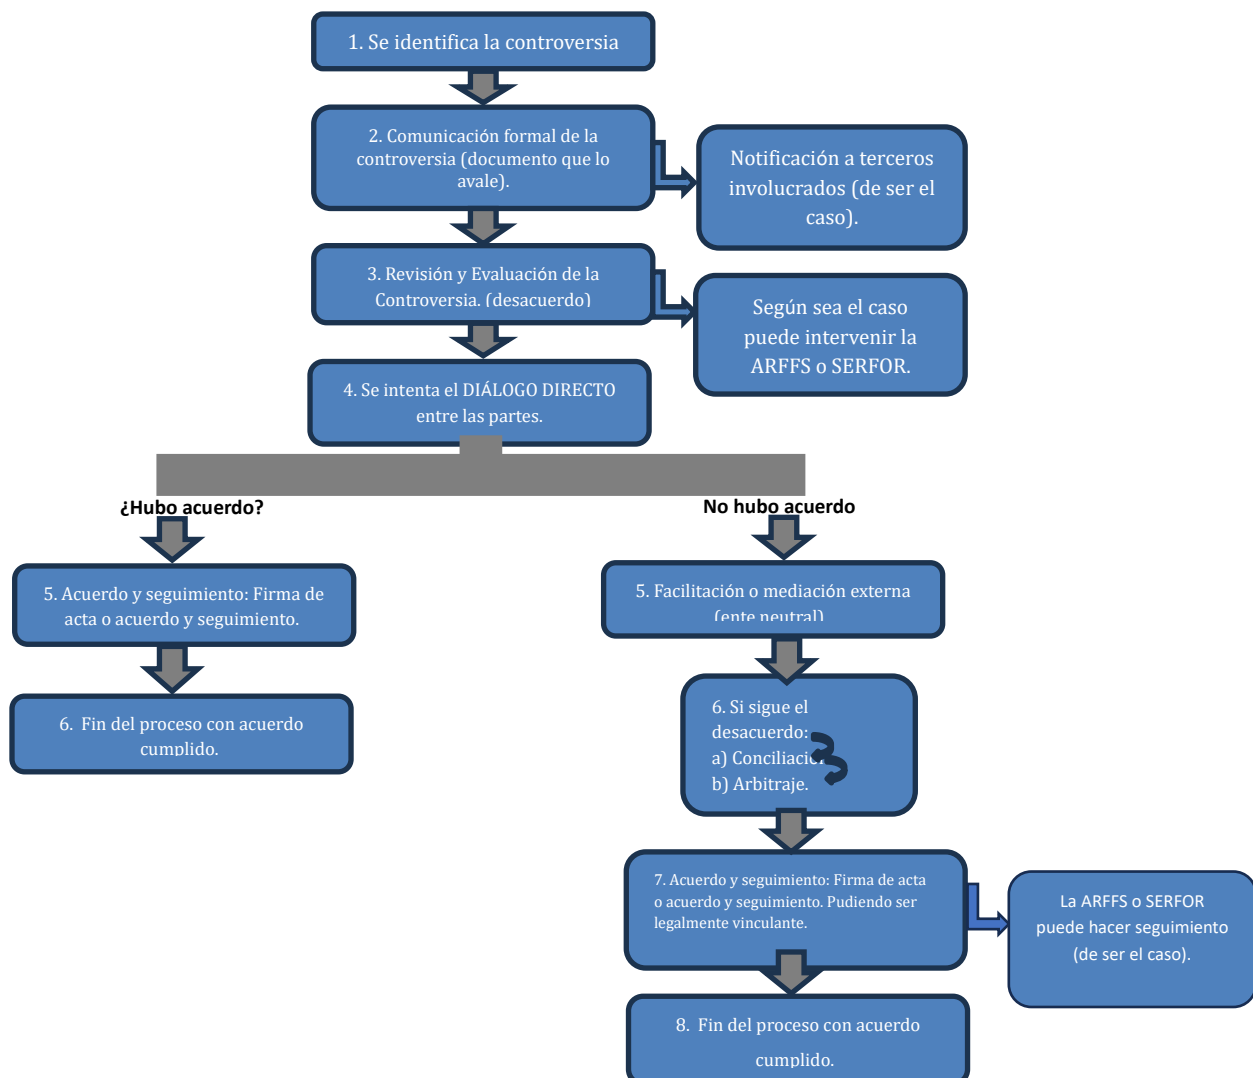 1. Se identifica la controversia
2. Comunicación formal de la
controversia (documento que lo
avale).
Notificación a terceros
involucrados (de ser el
caso).
3. Revisión y Evaluación de la
Controversia. (desacuerdo)
Según sea el caso
puede intervenir la
ARFFS o SERFOR.
4. Se intenta el DIÁLOGO DIRECTO
entre las partes.
¿Hubo acuerdo?
No hubo acuerdo
5. Acuerdo y seguimiento: Firma de
acta o acuerdo y seguimiento.
6. Fin del proceso con acuerdo
cumplido.
5. Facilitación o mediación externa
(ente neutral)
6. Si sigue el
desacuerdo:
a) Conciliación
b) Arbitraje.
7. Acuerdo y seguimiento: Firma de acta
o acuerdo y seguimiento. Pudiendo ser
legalmente vinculante.
La ARFFS o SERFOR
puede hacer seguimiento
(de ser el caso).
8. Fin del proceso con acuerdo
cumplido.